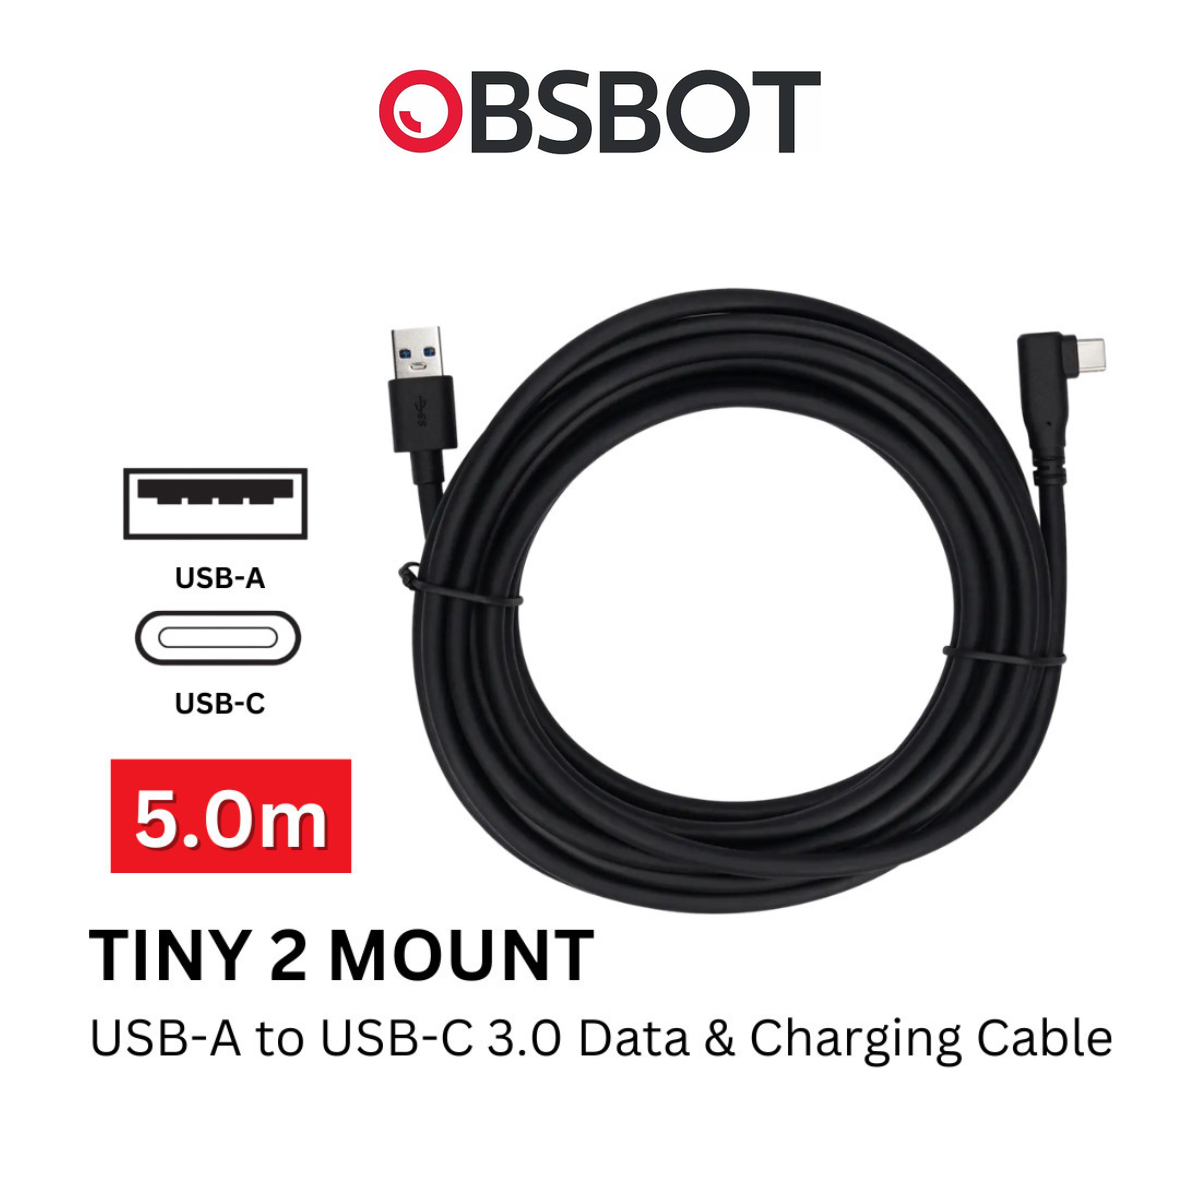 OBSBOT
USB-A
USB-C
5.0m
TINY 2 MOUNT
USB-A to USB-C 3.0 Data & Charging Cable